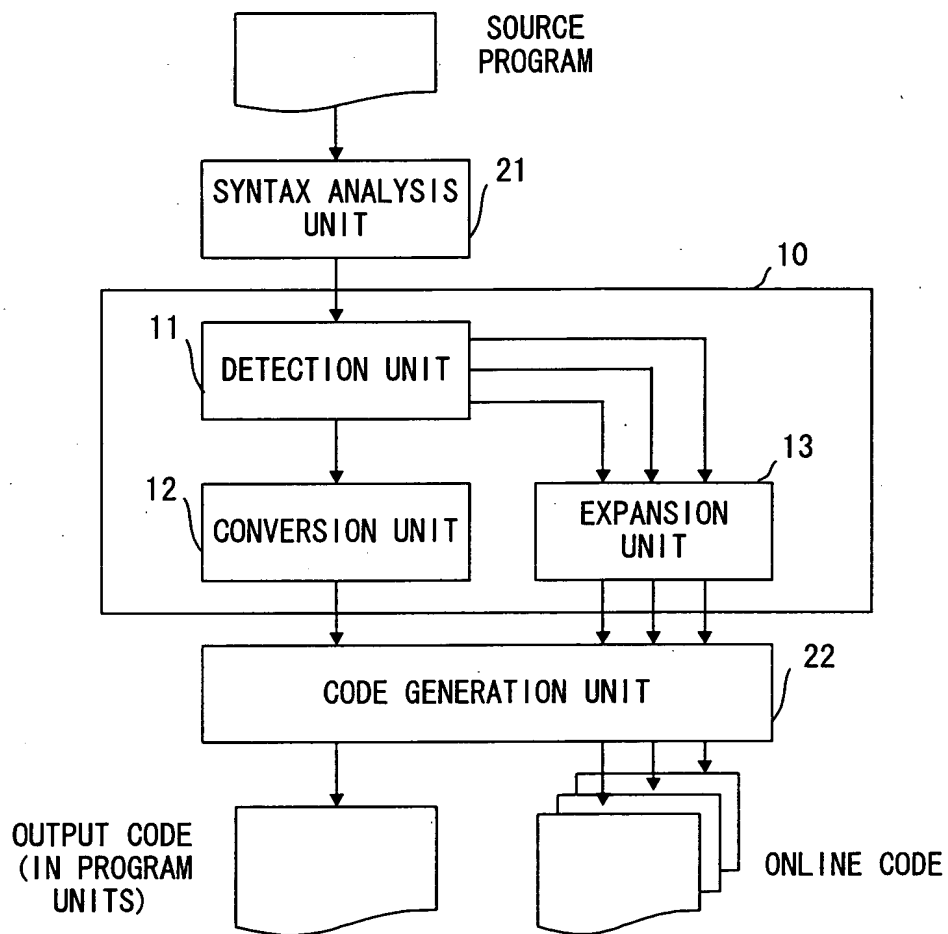 SOURCE
PROGRAM
21
SYNTAX ANALYSIS
UNIT
10
11
DETECTION UNIT
13
12
CONVERSION UNIT
EXPANSION
UNIT
22
CODE GENERATION UNIT
OUTPUT CODE
(IN PROGRAM
UNITS)
ONLINE CODE